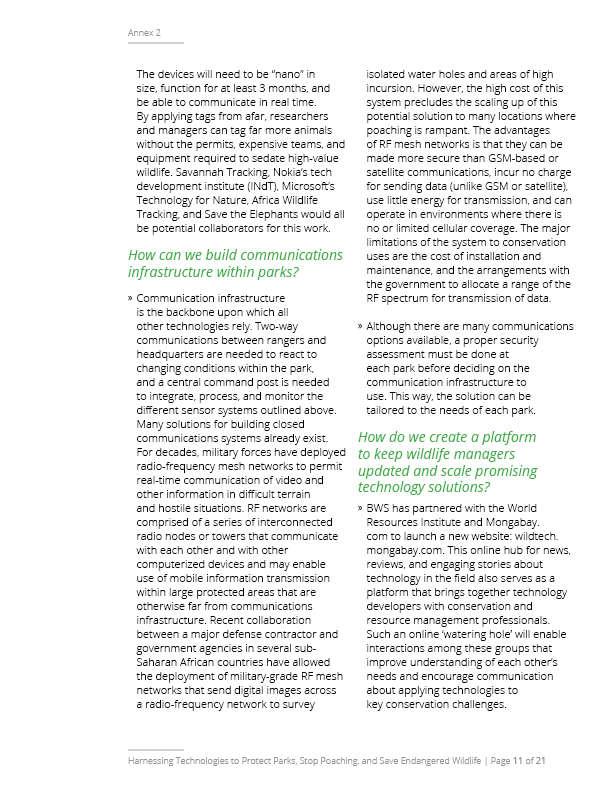 Annex 2
The devices will need to be “nano” in
size, function for at least 3 months, and
be able to communicate in real time.
By applying tags from afar, researchers
and managers can tag far more animals
without the permits, expensive teams, and
equipment required to sedate high-value
wildlife. Savannah Tracking, Nokia’s tech
development institute (INdT), Microsoft’s
Technology for Nature, Africa Wildlife
Tracking, and Save the Elephants would all
be potential collaborators for this work.
How can we build communications
infrastructure within parks?
» Communication infrastructure
is the backbone upon which all
other technologies rely. Two-way
communications between rangers and
headquarters are needed to react to
changing conditions within the park,
and a central command post is needed
to integrate, process, and monitor the
different sensor systems outlined above.
Many solutions for building closed
communications systems already exist.
For decades, military forces have deployed
radio-frequency mesh networks to permit
real-time communication of video and
other information in difficult terrain
and hostile situations. RF networks are
comprised of a series of interconnected
radio nodes or towers that communicate
with each other and with other
computerized devices and may enable
use of mobile information transmission
within large protected areas that are
otherwise far from communications
infrastructure. Recent collaboration
between a major defense contractor and
government agencies in several sub-
Saharan African countries have allowed
the deployment of military-grade RF mesh
networks that send digital images across
a radio-frequency network to survey
isolated water holes and areas of high
incursion. However, the high cost of this
system precludes the scaling up of this
potential solution to many locations where
poaching is rampant. The advantages
of RF mesh networks is that they can be
made more secure than GSM-based or
satellite communications, incur no charge
for sending data (unlike GSM or satellite),
use little energy for transmission, and can
operate in environments where there is
no or limited cellular coverage. The major
limitations of the system to conservation
uses are the cost of installation and
maintenance, and the arrangements with
the government to allocate a range of the
RF spectrum for transmission of data.
» Although there are many communications
options available, a proper security
assessment must be done at
each park before deciding on the
communication infrastructure to
use. This way, the solution can be
tailored to the needs of each park.
How do we create a platform
to keep wildlife managers
updated and scale promising
technology solutions?
» BWS has partnered with the World
Resources Institute and Mongabay.
com to launch a new website: wildtech.
mongabay.com. This online hub for news,
reviews, and engaging stories about
technology in the field also serves as a
platform that brings together technology
developers with conservation and
resource management professionals.
Such an online ‘watering hole’ will enable
interactions among these groups that
improve understanding of each other’s
needs and encourage communication
about applying technologies to
key conservation challenges.
Harnessing Technologies to Protect Parks, Stop Poaching, and Save Endangered Wildlife | Page 11 of 21